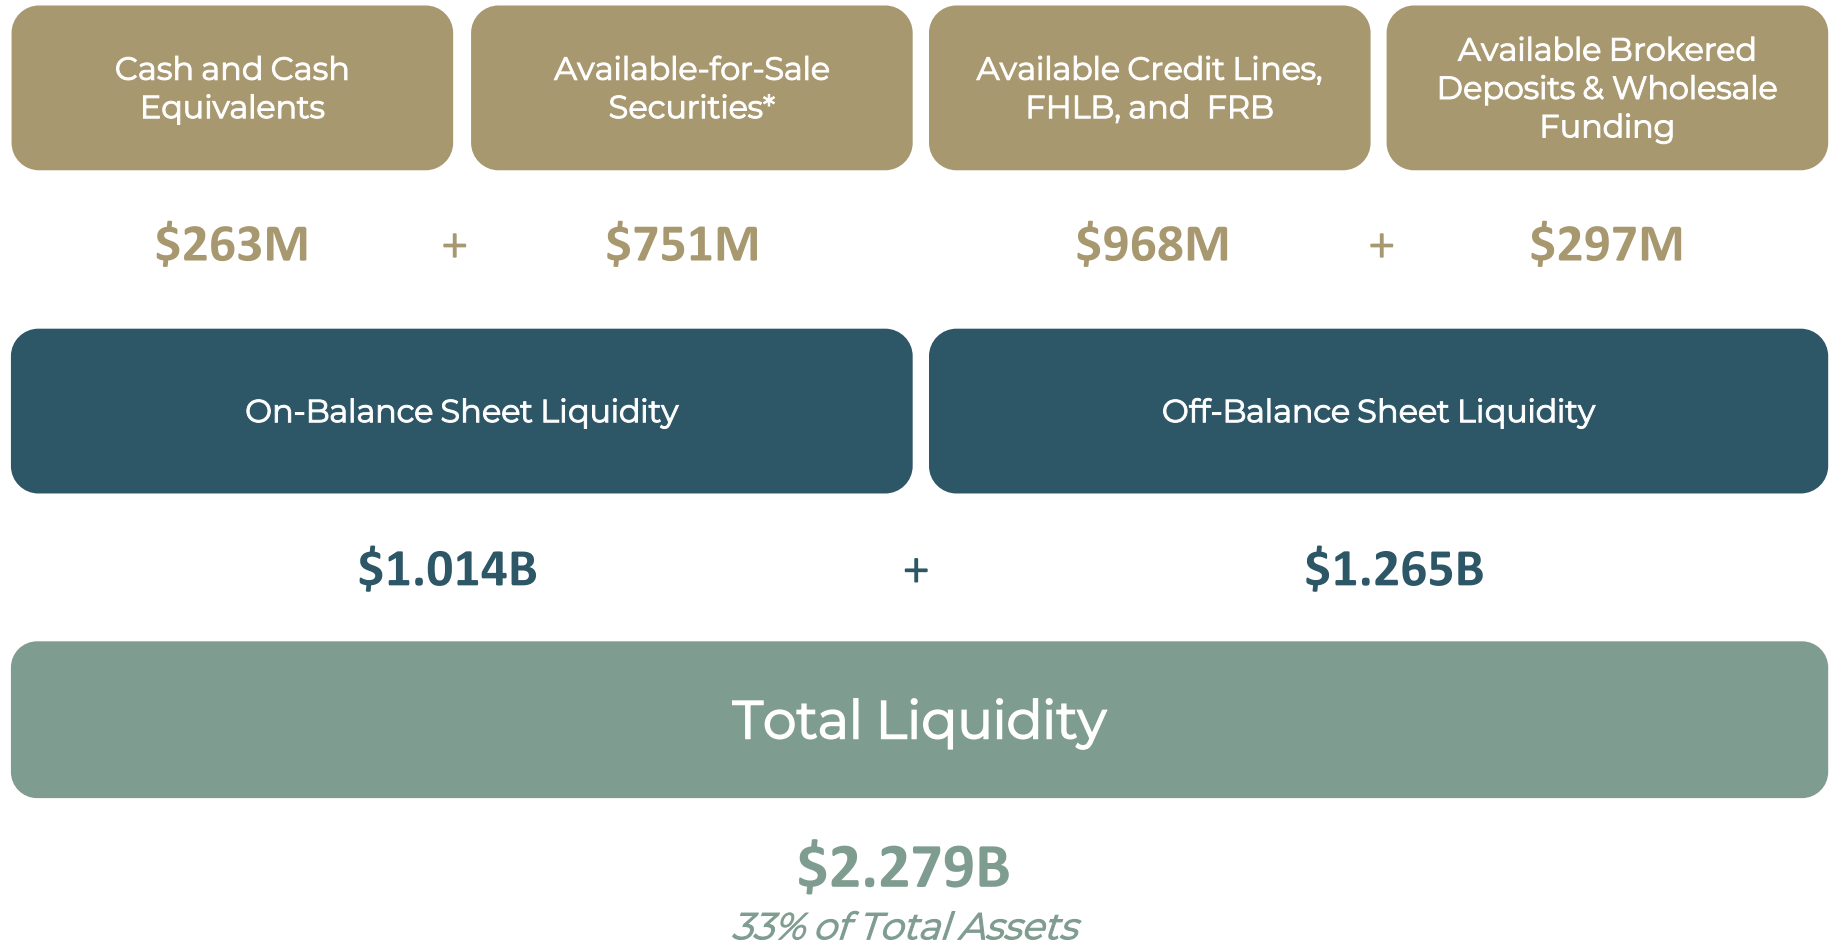 Cash and Cash
Equivalents
Available-for-Sale
Securities*
Available Credit Lines,
FHLB, and FRB
Available Brokered
Deposits & Wholesale
Funding
$263M + $751M
$968M + $297M
On-Balance Sheet Liquidity
Off-Balance Sheet Liquidity
$1.014B + $1.265B
Total Liquidity
$2.279B
33% of Total Assets